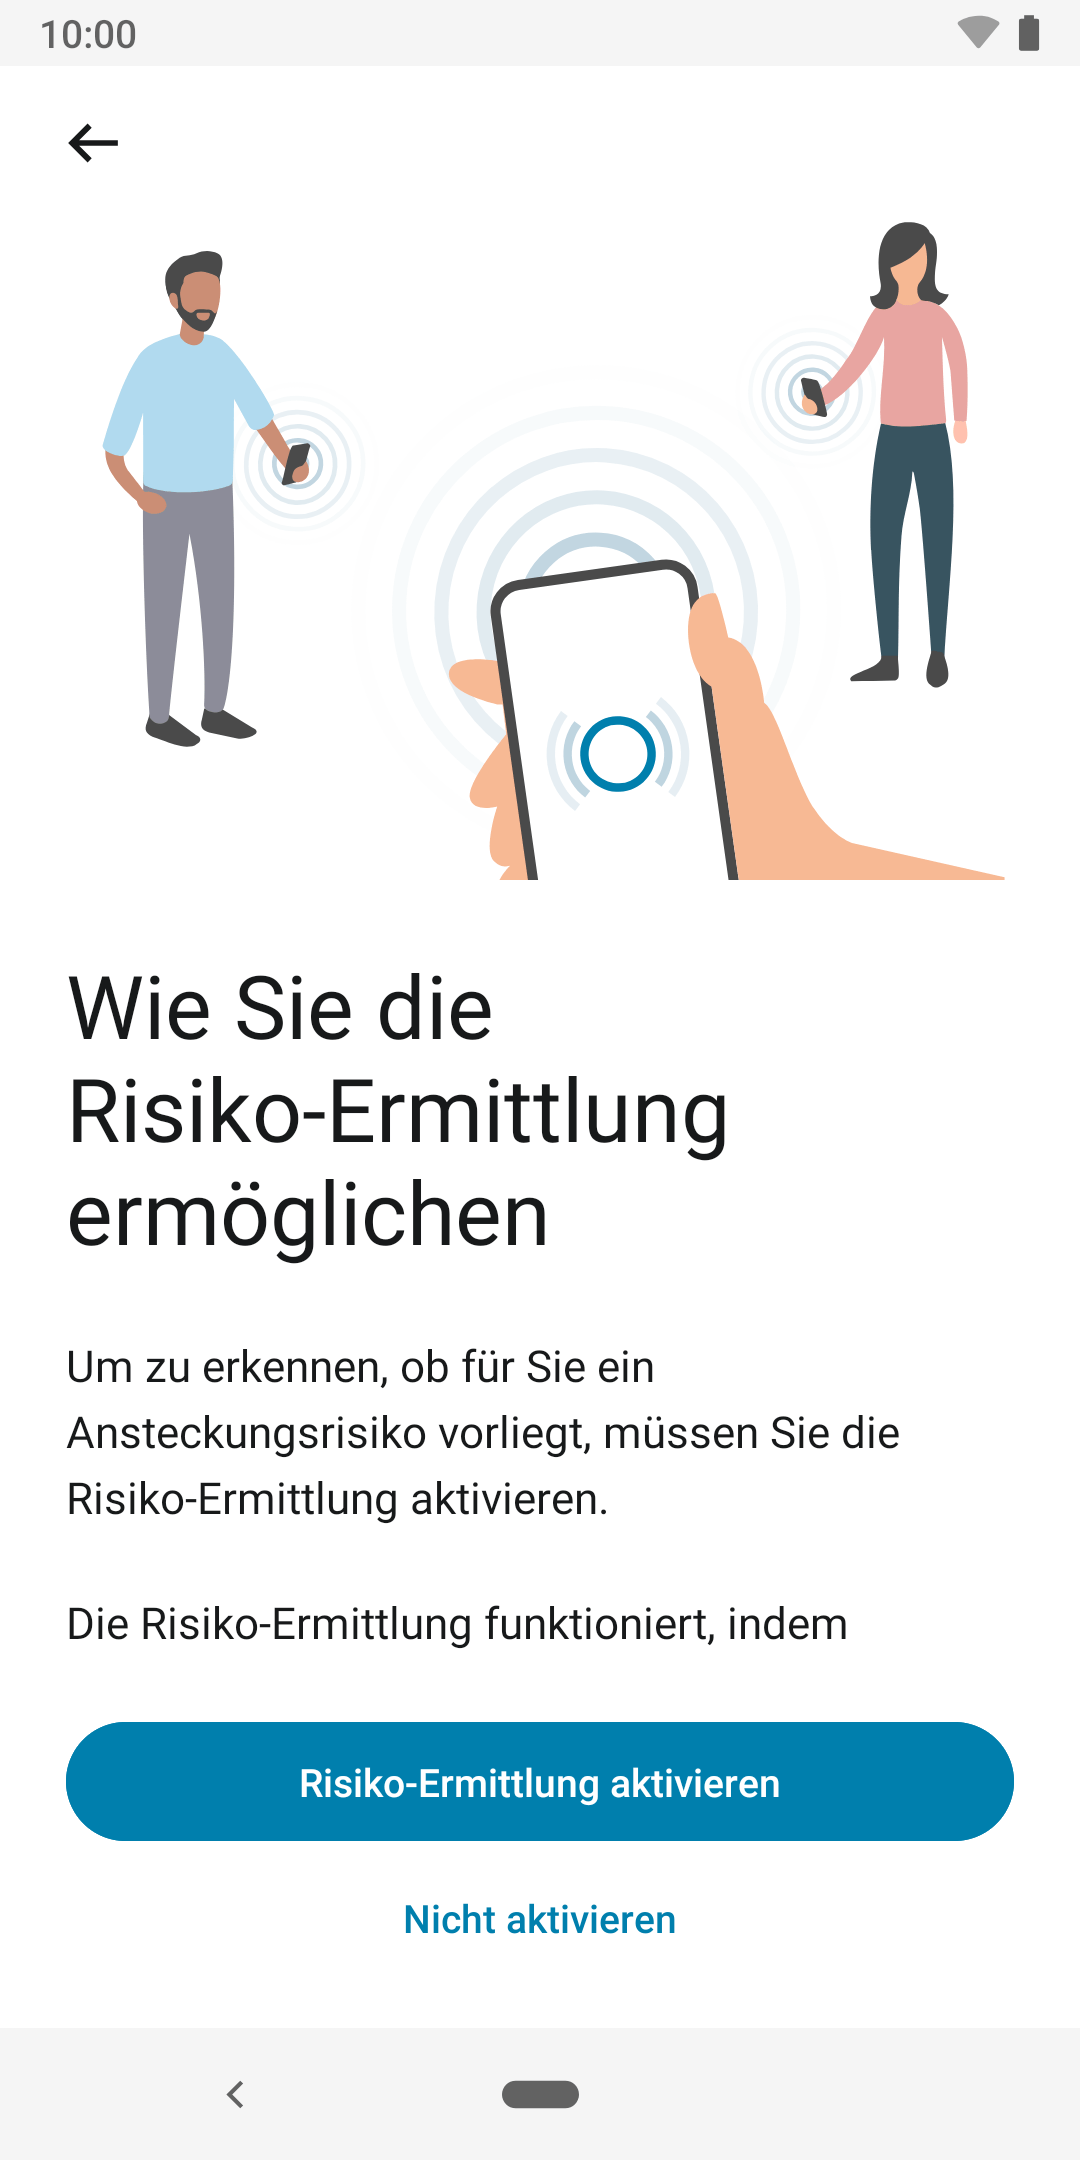 10:00
Wie Sie die
Risiko-Ermittlung
ermöglichen
Um zu erkennen, ob für Sie ein
Ansteckungsrisiko vorliegt, müssen Sie die
Risiko-Ermittlung aktivieren.
Die Risiko-Ermittlung funktioniert, indem
Risiko-Ermittlung aktivieren
Nicht aktivieren